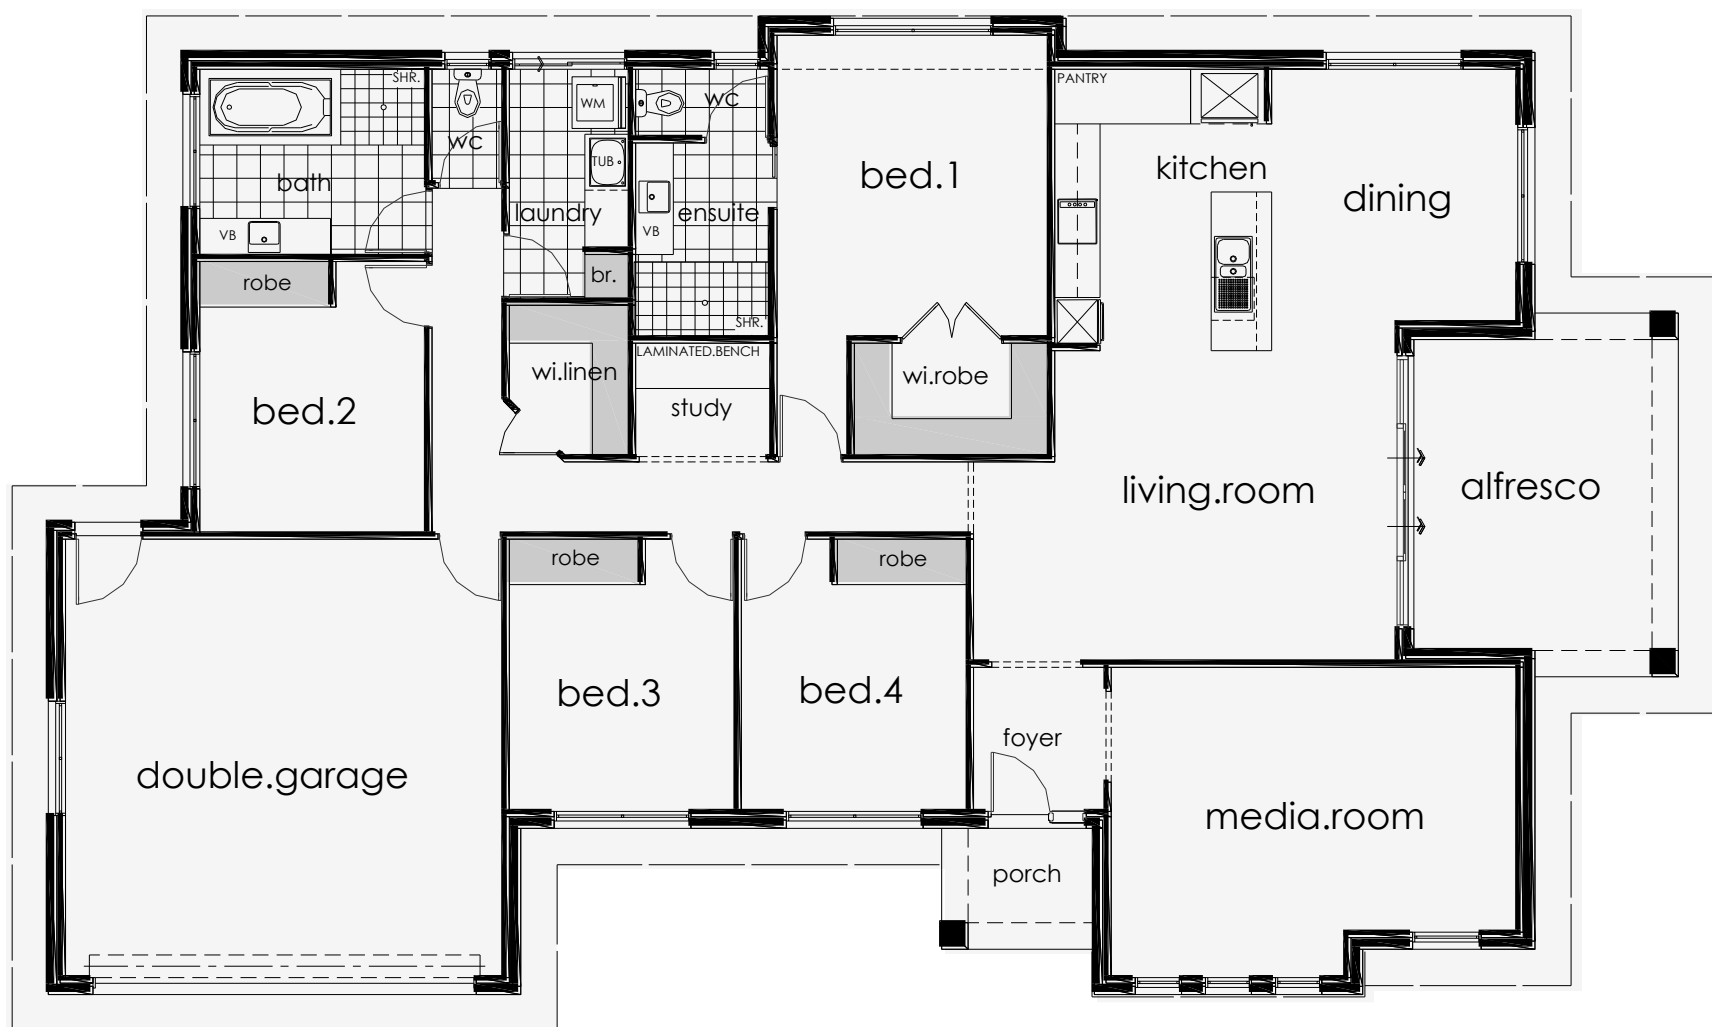 SHR.
wc
bath
VB
robe
WM
TUB
laundry
br.
wc
ensuite
VB
SHR.
bed.1
PANTRY
kitchen
dining
bed.2
wi.linen
LAMINATED.BENCH
study
wi.robe
living.room
alfresco
robe
robe
bed.3
bed.4
foyer
double.garage
media.room
porch